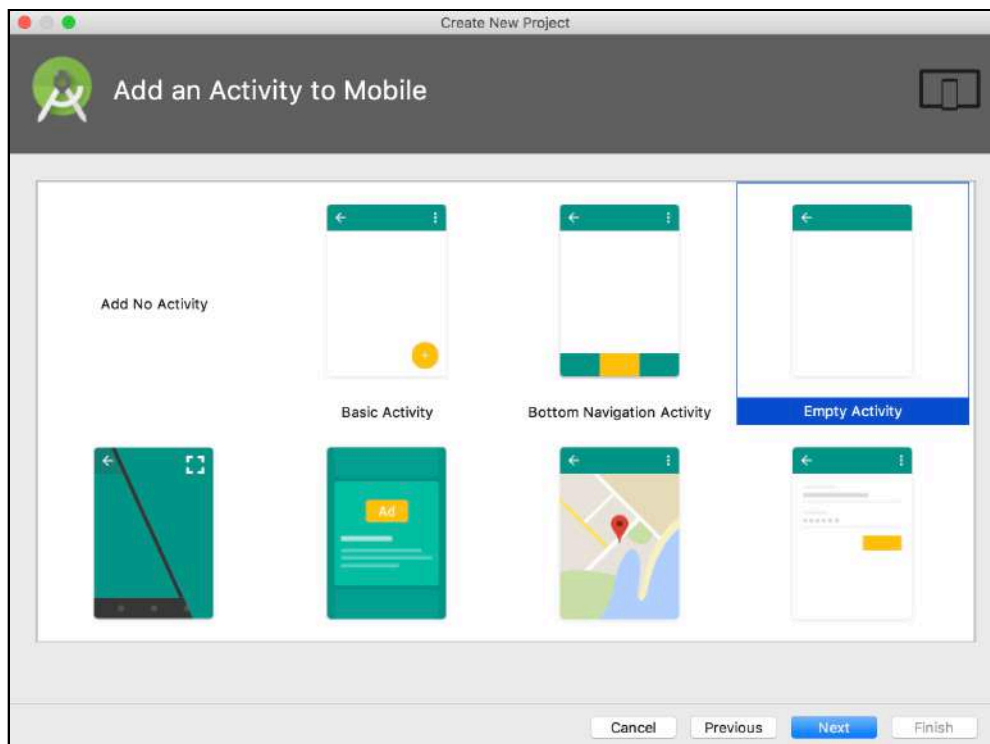 Create New Project
Add an Activity to Mobile
Add No Activity
Basic Activity
Bottom Navigation Activity
Empty Activity
Ad
Cancel
Previous
Next
Finish